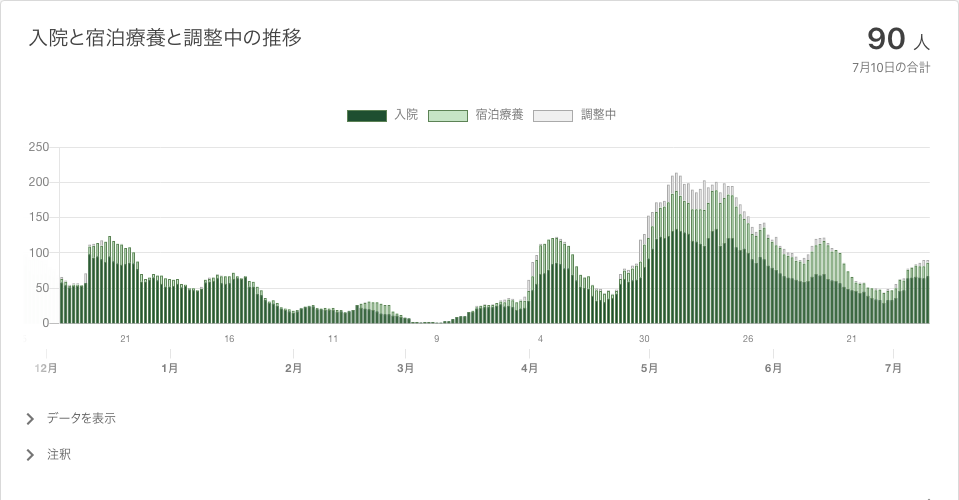 入院と宿泊療養と調整中の推移
90 人
7月10日の合計
入院 宿泊療養 調整中
250
200
150
100
50
0
21 16 11 9 4 30 26 21
12月 1月 2月 3月 4月 5月 6月 7月
データを表示
注釈